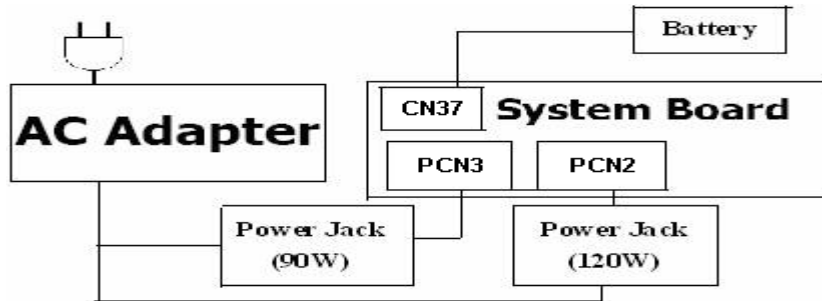 Battery
CN37
System Board
AC Adapter
PCN3
PCN2
Power Jack
(90W)
Power Jack
(120W)